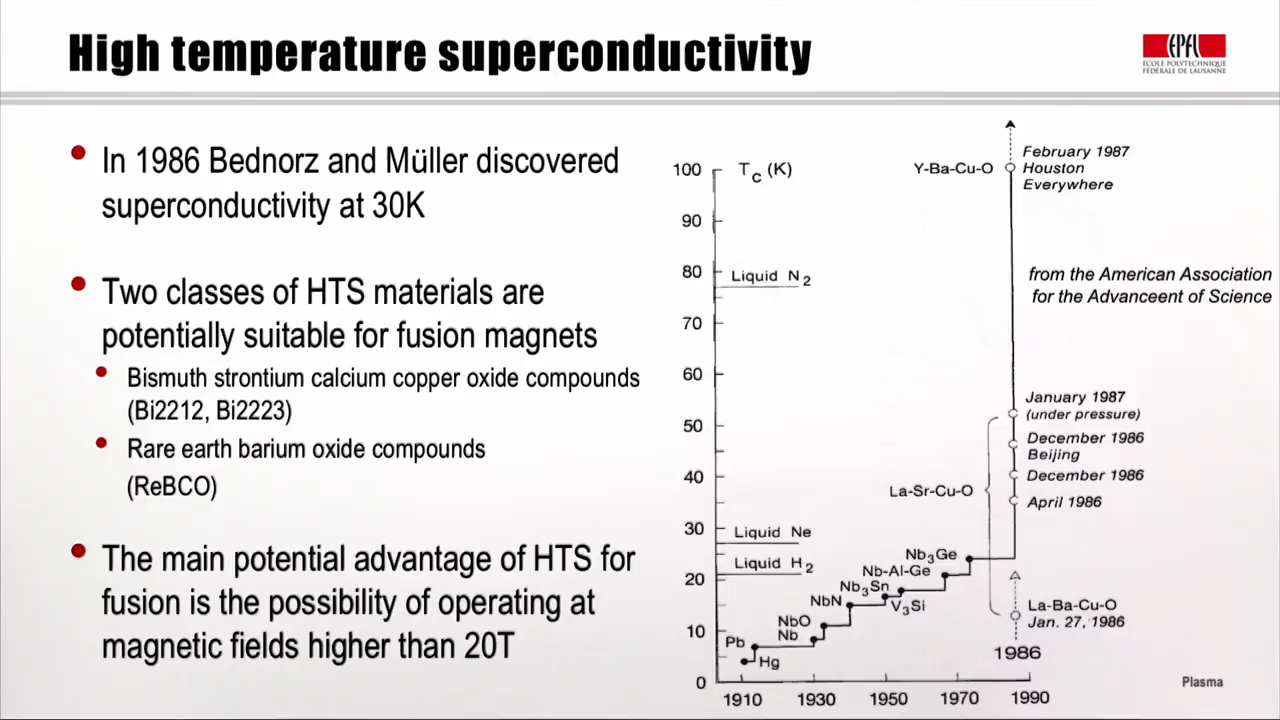 High temperature superconductivity
EPFL
ÉCOLE POLYTECHNIQUE
FÉDÉRALE DE LAUSANNE
In 1986 Bednorz and Müller discovered
superconductivity at 30K
Two classes of HTS materials are
potentially suitable for fusion magnets
Bismuth strontium calcium copper oxide compounds
(Bi2212, Bi2223)
Rare earth barium oxide compounds
(ReBCO)
The main potential advantage of HTS for
fusion is the possibility of operating at
magnetic fields higher than 20T
Tc (K)
100
90
80
70
60
50
40
30
20
10
0
Liquid N2
Liquid Ne
Liquid H2
Y-Ba-Cu-O
February 1987
Houston
Everywhere
from the American Association
for the Advanceent of Science
January 1987
(under pressure)
December 1986
Beijing
December 1986
April 1986
La-Sr-Cu-O
Nb3Ge
Nb-Al-Ge
Nb3Sn
V3Si
NbN
NbO
Nb
Pb
Hg
La-Ba-Cu-O
Jan. 27, 1986
1986
1910
1930
1950
1970
1990
Plasma